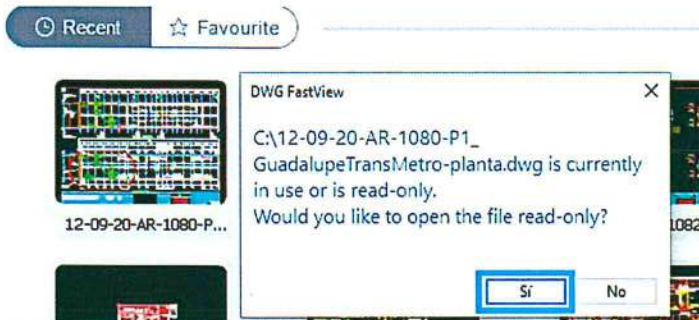 Recent
Favourite
DWG FastView
C:\12-09-20-AR-1080-P1_
GuadalupeTransMetro-planta.dwg is currently
in use or is read-only.
Would you like to open the file read-only?
12-09-20-AR-1080-P...
1082
Sí
No